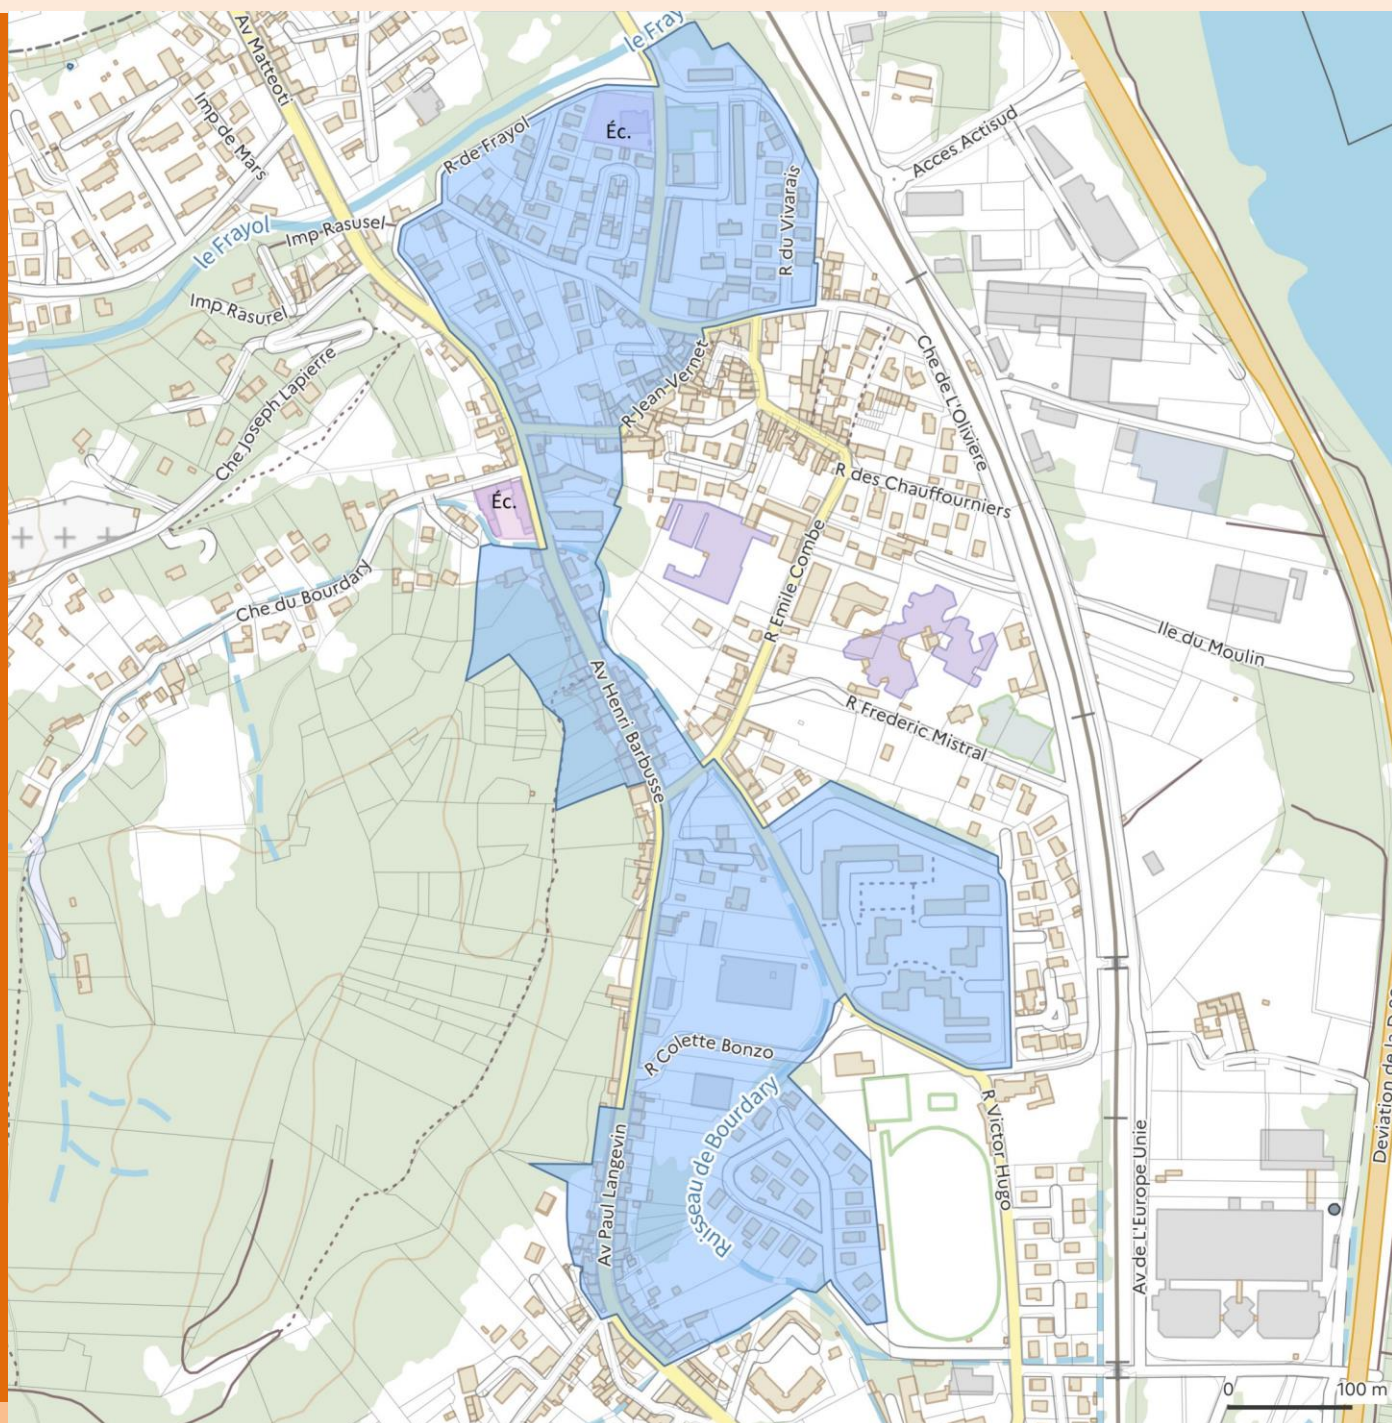 le Fray
Av Matteoti
Imp de Mars
R de Frayol
Éc.
Acces Actisud
R du Vivarais
le Frayol
Imp Rasusel
Imp Rasurel
Che Joseph Lapierre
R Jean Vernet
Che de L'Oliviere
R des Chauffourniers
Éc.
Che du Bourdary
R Emile Combe
Ile du Moulin
Av Henri Barbusse
R Frederic Mistral
R Colette Bonzo
Ruisseau de Bourdary
R Victor Hugo
Av Paul Langevin
Av de L'Europe Unie
Deviation de la
0 100 m